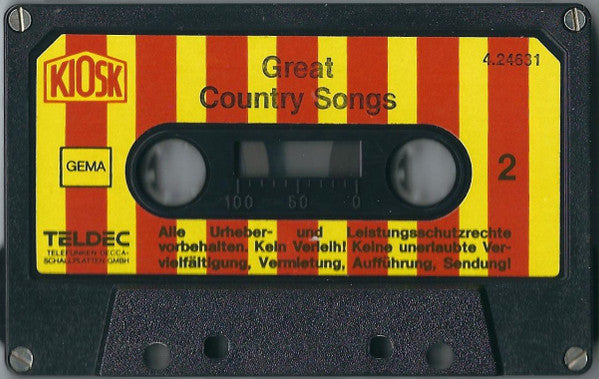 KIOSK
Great
Country Songs
4.24631
GEMA
100 50 0
2
TELDEC
TELEFUNKEN-DECCA-
SCHALLPLATTEN GMBH
Alle Urheber- und Leistungsschutzrechte
vorbehalten. Kein Verleih! Keine unerlaubte Ver-
vielfältigung, Vermietung, Aufführung, Sendung!